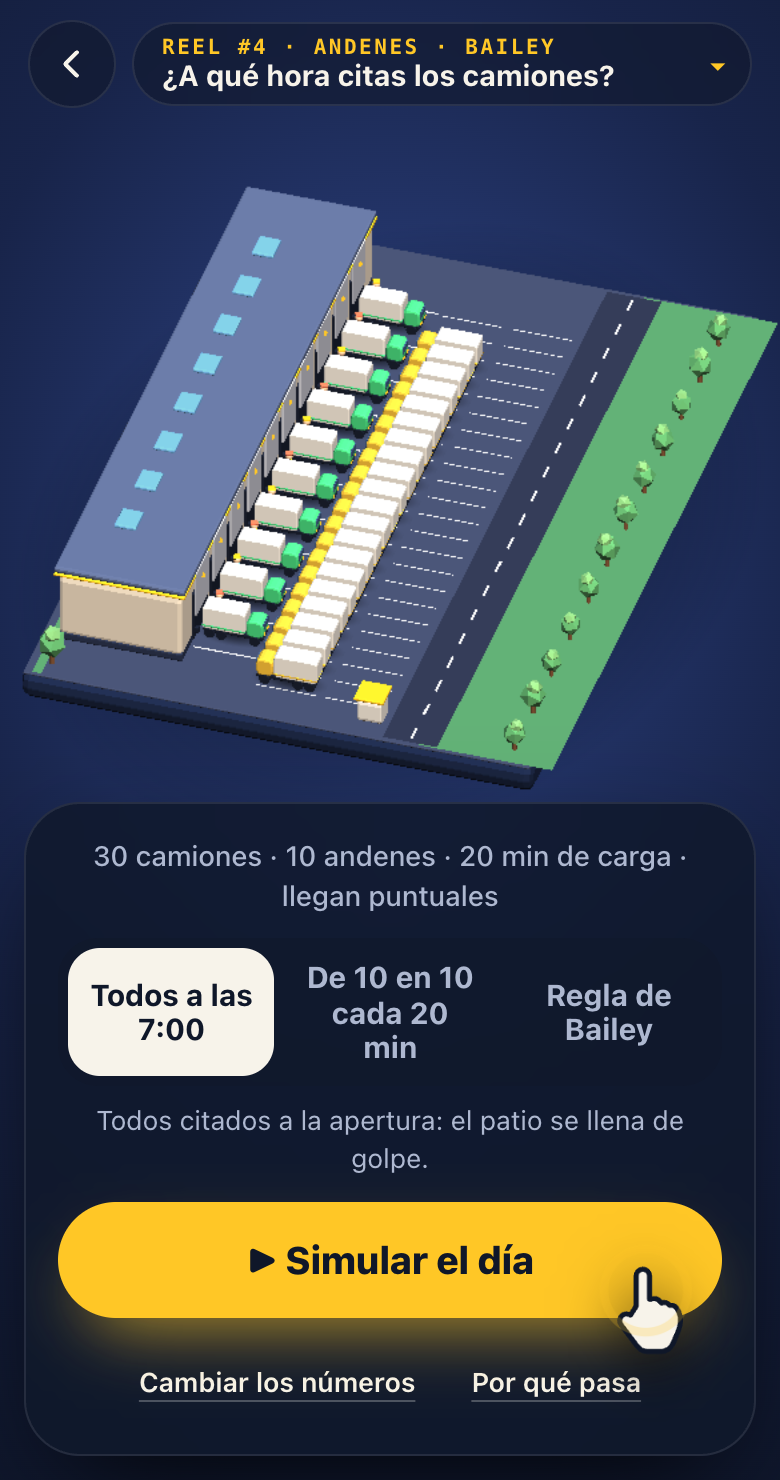 REEL #4 · ANDENES · BAILEY
¿A qué hora citas los camiones?
30 camiones · 10 andenes · 20 min de carga ·
llegan puntuales
Todos a las
7:00
De 10 en 10
cada 20
min
Regla de
Bailey
Todos citados a la apertura: el patio se llena de
golpe.
Simular el día
Cambiar los números
Por qué pasa